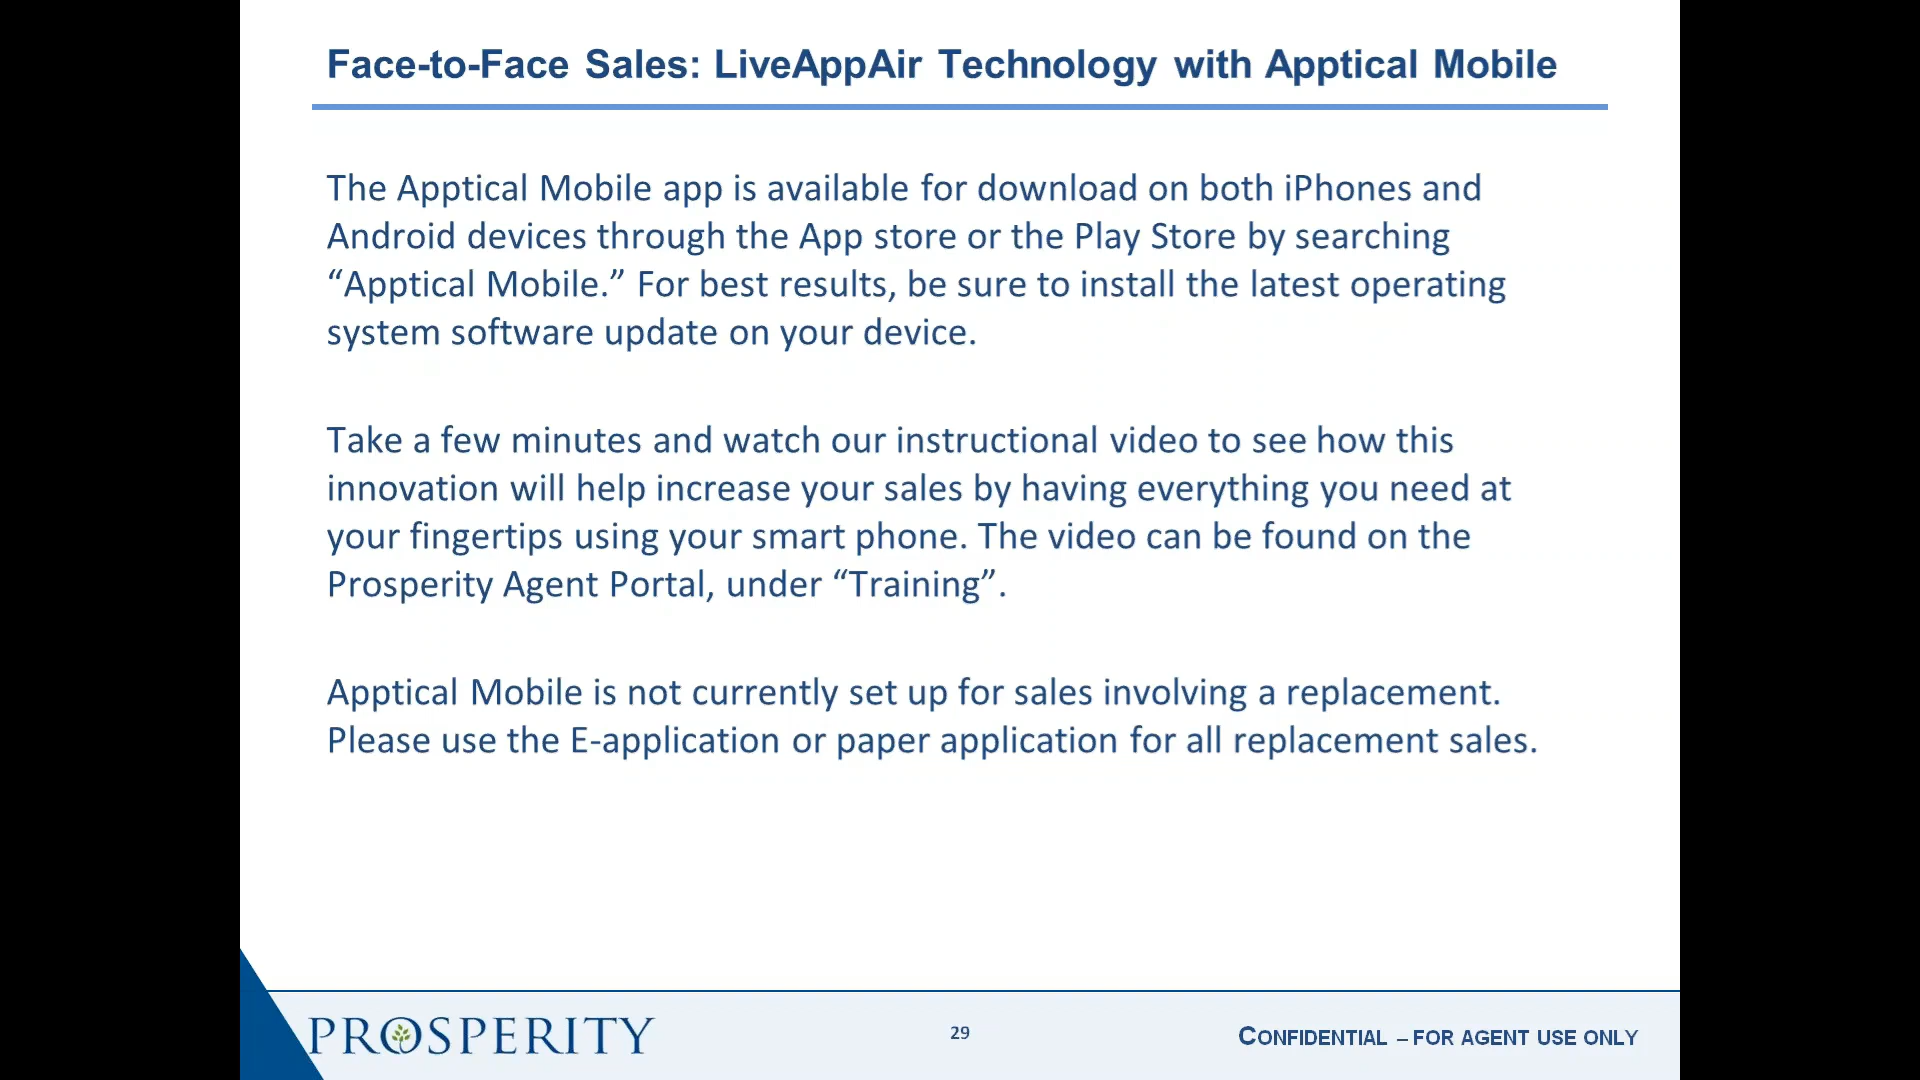 Face-to-Face Sales: LiveAppAir Technology with Apptical Mobile
The Apptical Mobile app is available for download on both iPhones and
Android devices through the App store or the Play Store by searching
“Apptical Mobile.” For best results, be sure to install the latest operating
system software update on your device.
Take a few minutes and watch our instructional video to see how this
innovation will help increase your sales by having everything you need at
your fingertips using your smart phone. The video can be found on the
Prosperity Agent Portal, under “Training”.
Apptical Mobile is not currently set up for sales involving a replacement.
Please use the E-application or paper application for all replacement sales.
PROSPERITY
29
CONFIDENTIAL – FOR AGENT USE ONLY